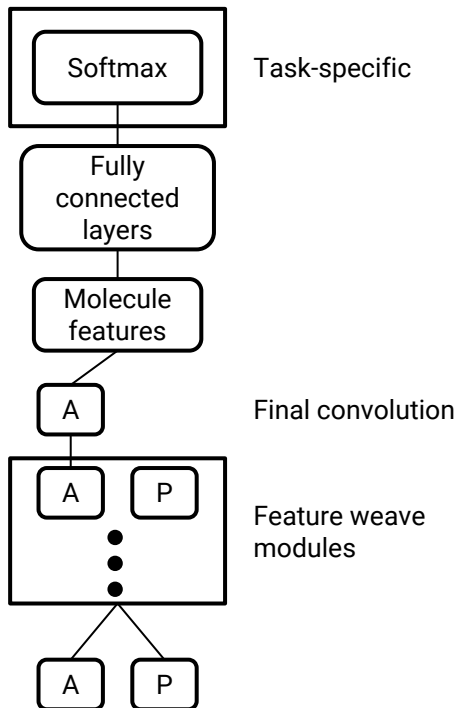 Softmax
Task-specific
Fully
connected
layers
Molecule
features
A
Final convolution
A
P
Feature weave
modules
A
P